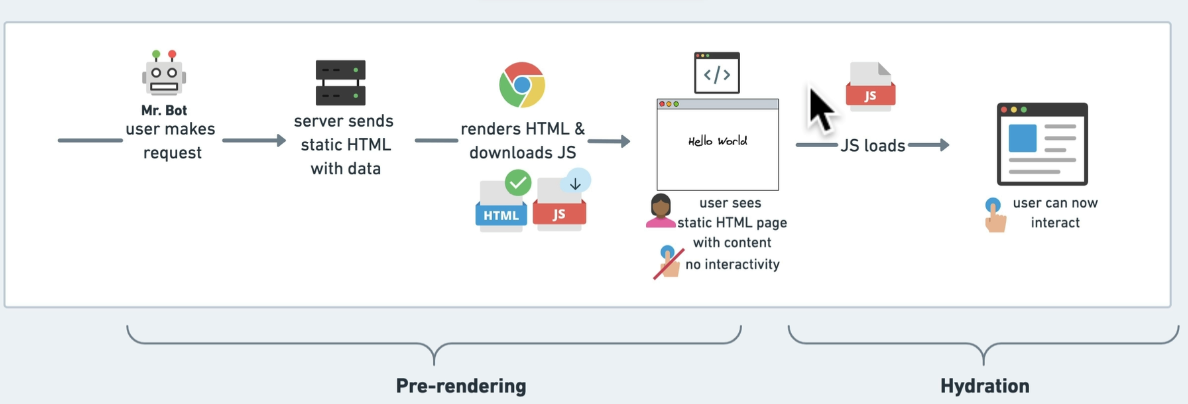 Mr. Bot
user makes
request
server sends
static HTML
with data
renders HTML &
downloads JS
HTML
JS
</>
Hello World
user sees
static HTML page
with content
no interactivity
JS
JS loads
user can now
interact
Pre-rendering
Hydration